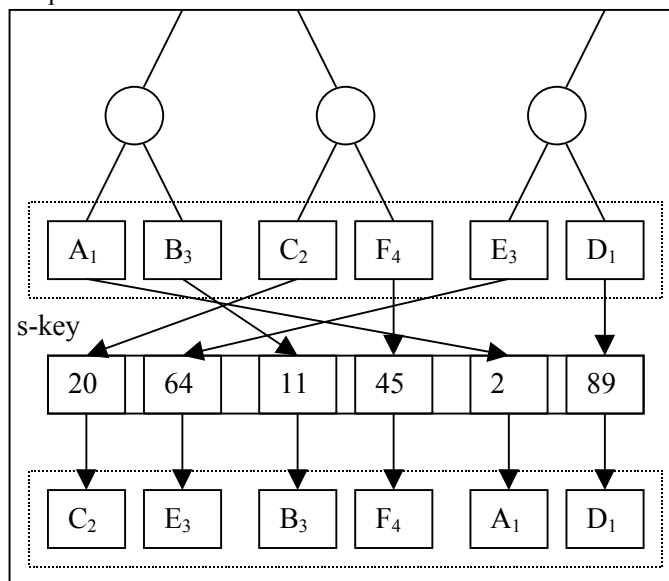 A₁ B₃ C₂ F₄ E₃ D₁
s-key
20 64 11 45 2 89
C₂ E₃ B₃ F₄ A₁ D₁